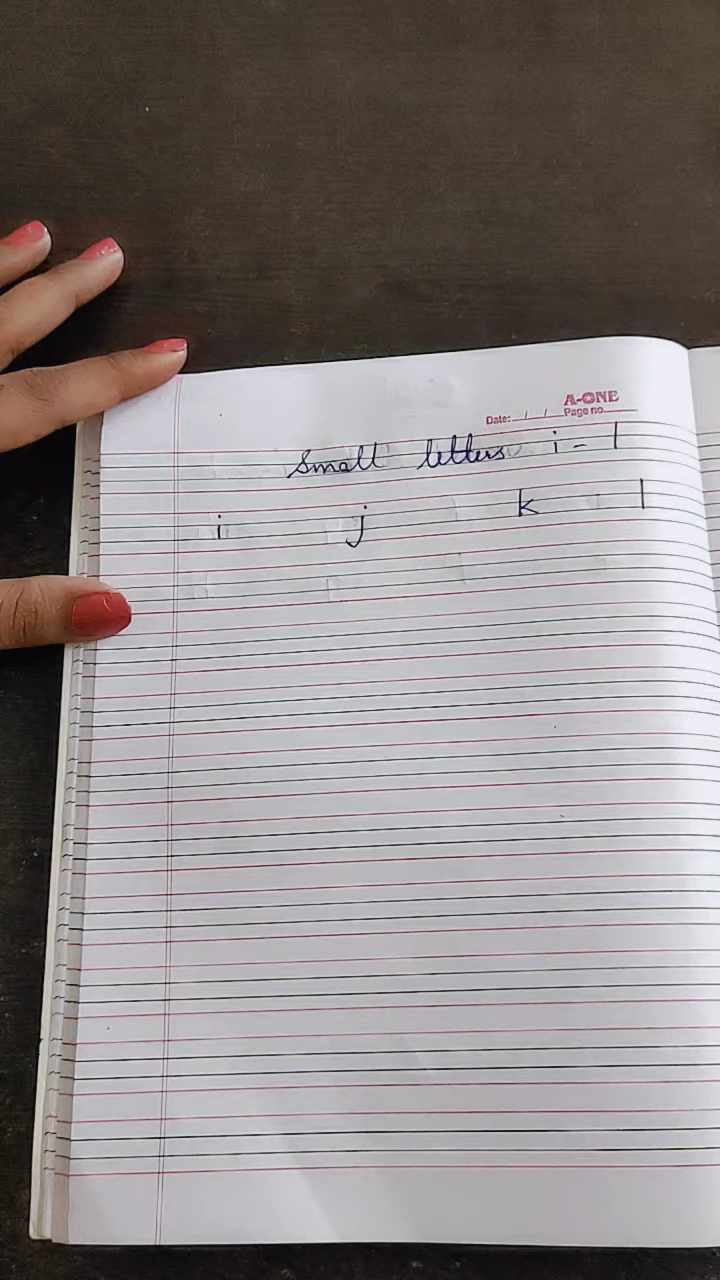 A-ONE
Date: / / Page no.
Small letters i - l
i j k l